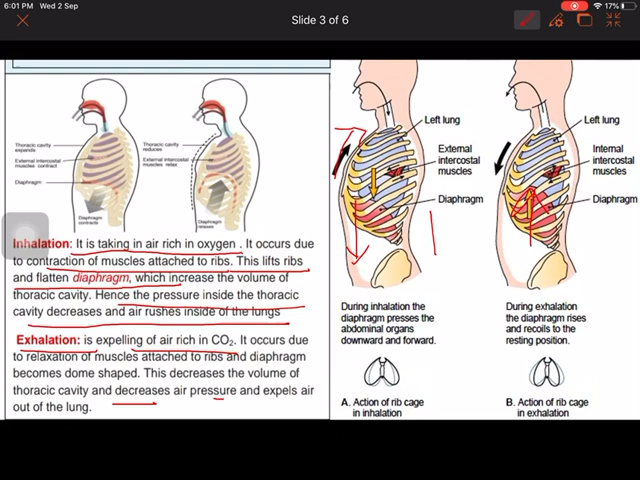 6:01 PM Wed 2 Sep
17%
Slide 3 of 6
Thoracic cavity
expands
External intercostal
muscles contract
Diaphragm
Diaphragm
contracts
Thoracic cavity
reduces
External intercostal
muscles relax
Diaphragm
relaxes
Inhalation: It is taking in air rich in oxygen . It occurs due
to contraction of muscles attached to ribs. This lifts ribs
and flatten diaphragm, which increase the volume of
thoracic cavity. Hence the pressure inside the thoracic
cavity decreases and air rushes inside of the lungs
Exhalation: is expelling of air rich in CO₂. It occurs due
to relaxation of muscles attached to ribs and diaphragm
becomes dome shaped. This decreases the volume of
thoracic cavity and decreases air pressure and expels air
out of the lung.
Left lung
External
intercostal
muscles
Diaphragm
During inhalation the
diaphragm presses the
abdominal organs
downward and forward.
A. Action of rib cage
in inhalation
Left lung
Internal
intercostal
muscles
Diaphragm
During exhalation
the diaphragm rises
and recoils to the
resting position.
B. Action of rib cage
in exhalation